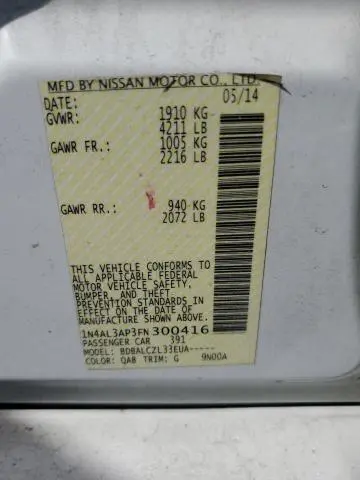 MFD BY NISSAN MOTOR CO., LTD.
DATE: 05/14
GVWR: 1910 KG
4211 LB
GAWR FR.: 1005 KG
2216 LB
GAWR RR.: 940 KG
2072 LB
THIS VEHICLE CONFORMS TO
ALL APPLICABLE FEDERAL
MOTOR VEHICLE SAFETY,
BUMPER, AND THEFT
PREVENTION STANDARDS IN
EFFECT ON THE DATE OF
MANUFACTURE SHOWN ABOVE.
1N4AL3AP3FN300416
PASSENGER CAR 391
MODEL: BDBALCZL33EUA-----
COLOR: QAB TRIM: G 9N00A